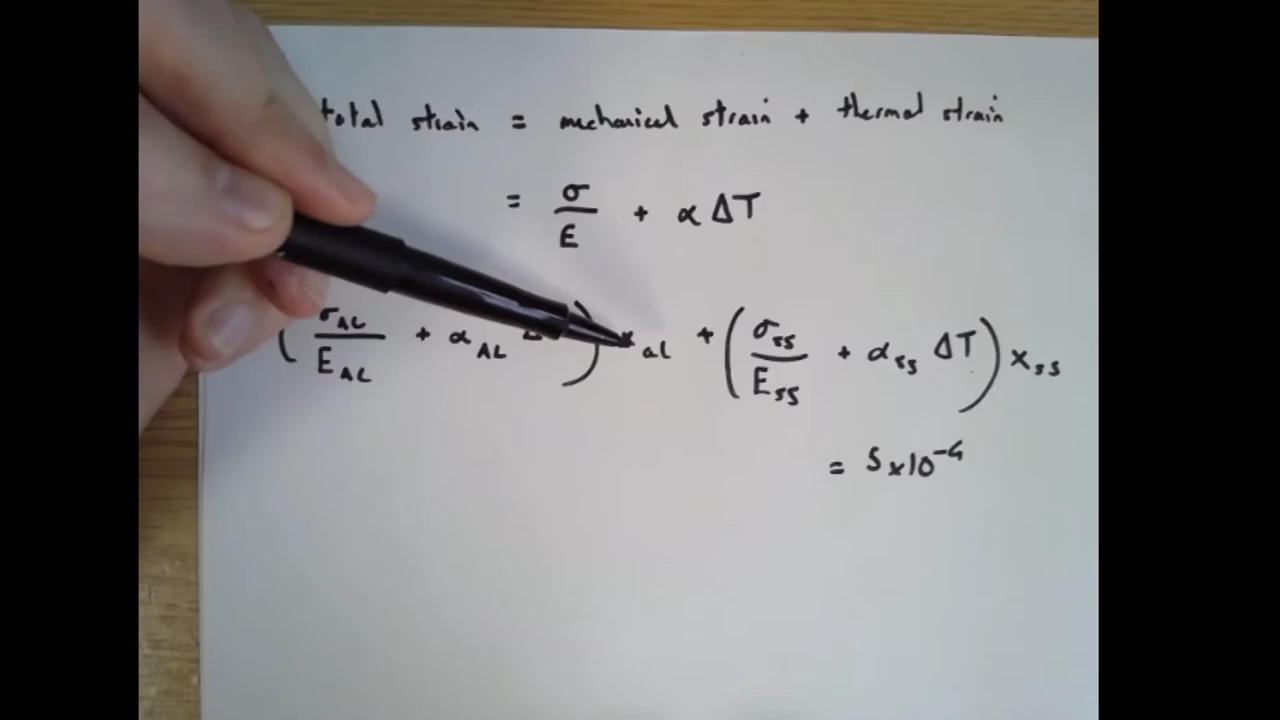 total strain = mechanical strain + thermal strain
= σ/E + α ΔT
(σAL/EAL + αAL Δ ) xal + (σss/Ess + αss ΔT) xss
= 5x10⁻⁴